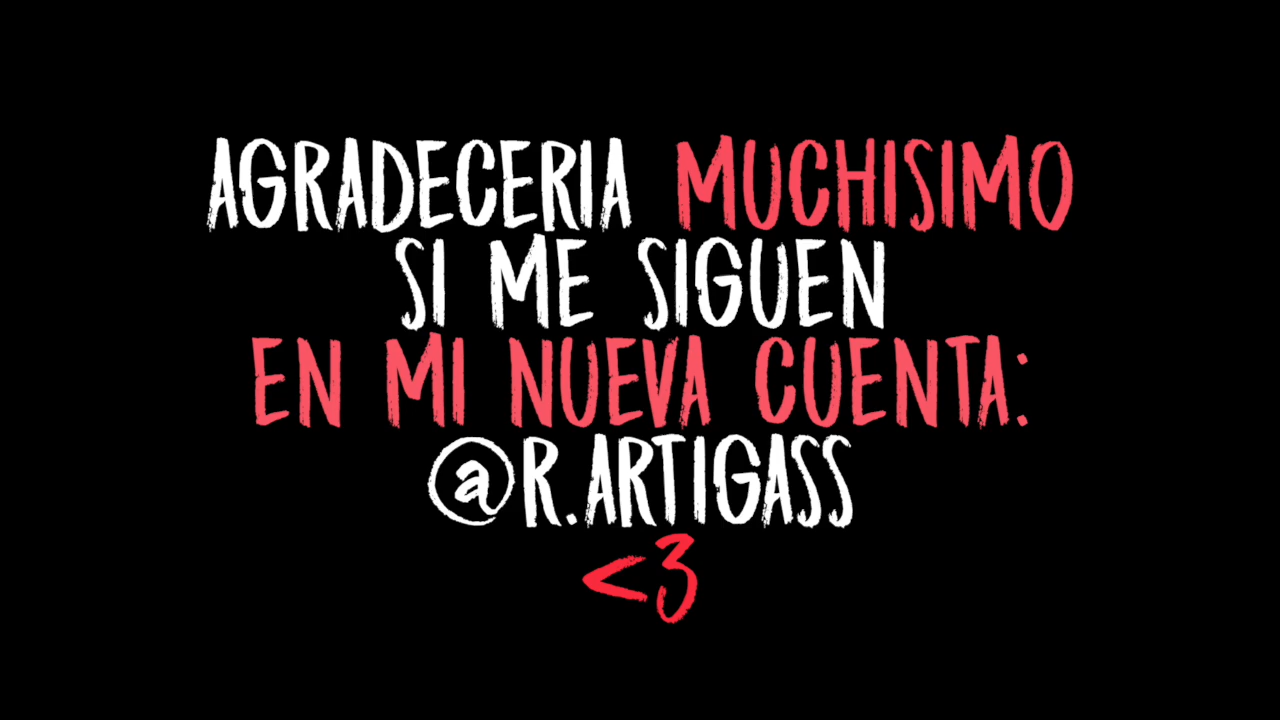 AGRADECERIA MUCHISIMO
SI ME SIGUEN
EN MI NUEVA CUENTA:
@R.ARTIGASS
<3